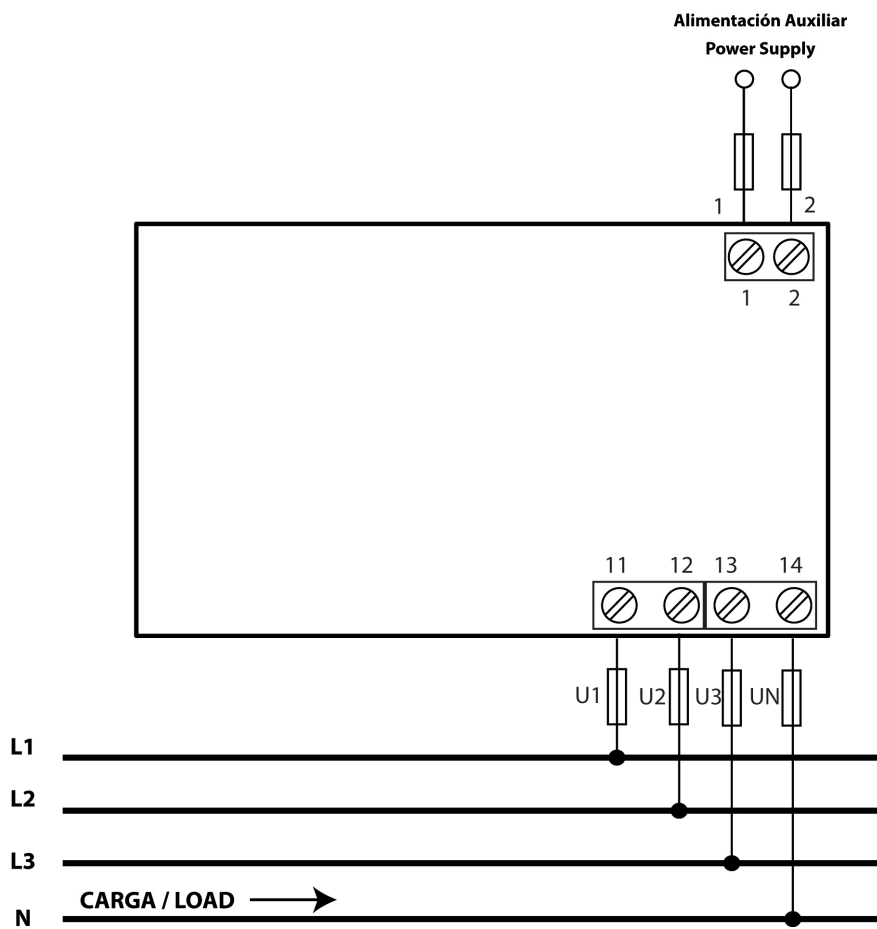 Alimentación Auxiliar
Power Supply
1 2
1 2
11 12 13 14
U1 U2 U3 UN
L1
L2
L3
CARGA / LOAD
N